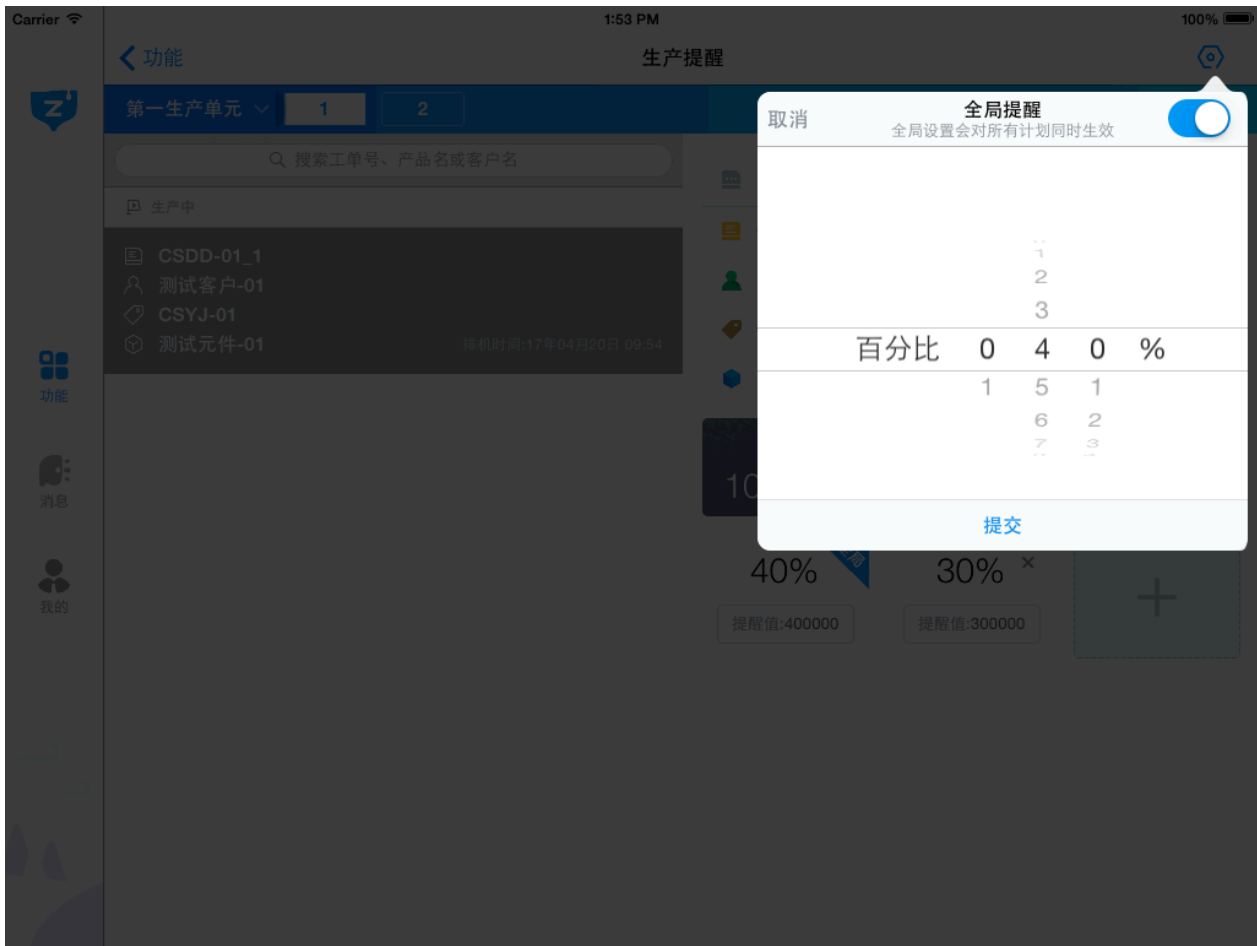 Carrier
1:53 PM
100%
功能
生产提醒
第一生产单元
1
2
搜索工单号、产品名或客户名
生产中
CSDD-01_1
测试客户-01
CSYJ-01
测试元件-01
排机时间:17年04月20日 09:54
功能
消息
我的
取消
全局提醒
全局设置会对所有计划同时生效
1
2
3
百分比 0 4 0 %
1 5 1
6 2
7 3
提交
10
40%
30%
提醒值:400000
提醒值:300000